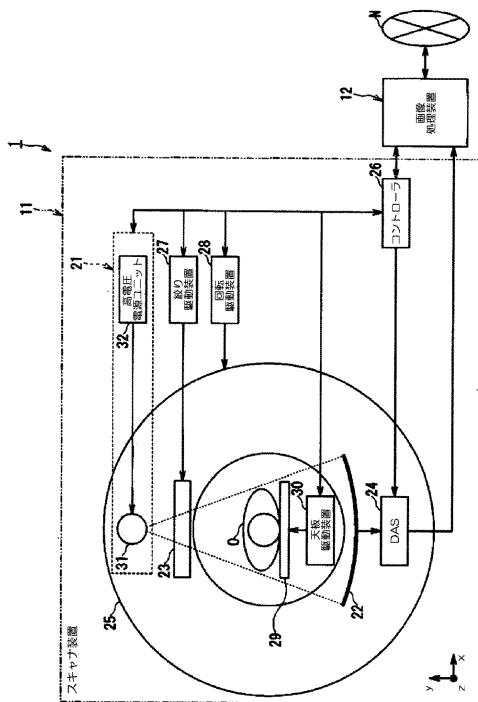 1
11
スキャナ装置
21
高電圧
電源ユニット
32
31
25
23
27
絞り
駆動装置
28
回転
駆動装置
O
29
30
天板
駆動装置
22
24
DAS
26
コントローラ
12
画像
処理装置
N
y
z
x